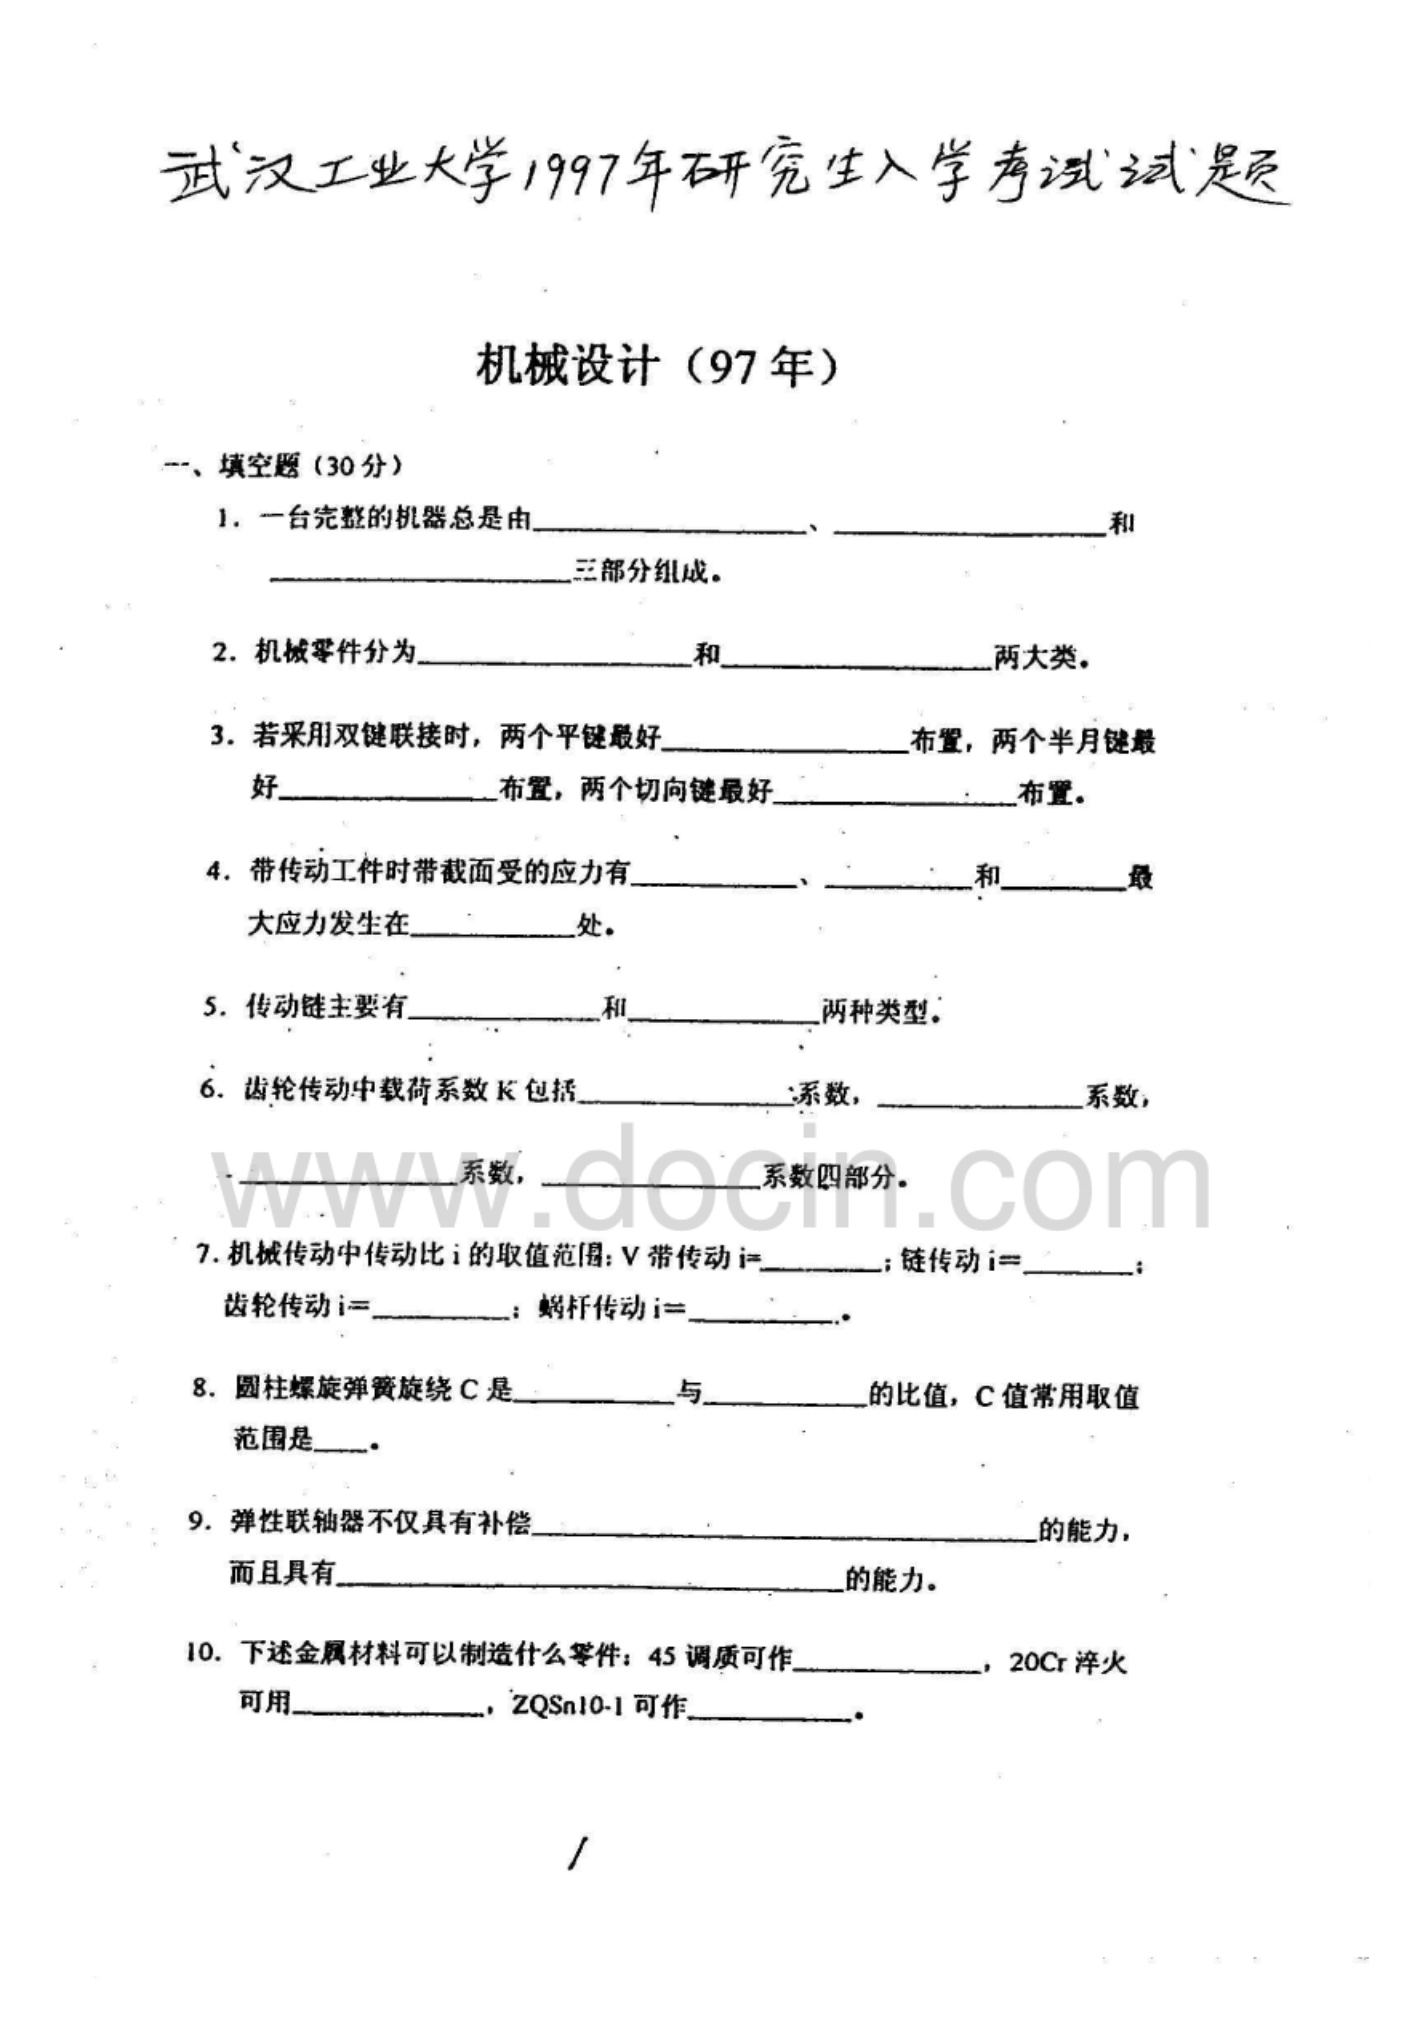 武汉工业大学1997年研究生入学考试试题
机械设计（97年）
一、填空题（30分）
1．一台完整的机器总是由____________、____________和
____________三部分组成。
2．机械零件分为____________和____________两大类。
3．若采用双键联接时，两个平键最好____________布置，两个半月键最
好____________布置，两个切向键最好____________布置。
4．带传动工件时带截面受的应力有________、________和________最
大应力发生在________处。
5．传动链主要有________和________两种类型．
6．齿轮传动中载荷系数K包括__________系数，__________系数，
__________系数，__________系数四部分。
www.docin.com
7.机械传动中传动比i的取值范围：V带传动i=______；链传动i＝______；
齿轮传动i＝______；蜗杆传动i＝______。
8．圆柱螺旋弹簧旋绕C是________与________的比值，C值常用取值
范围是___。
9．弹性联轴器不仅具有补偿____________________的能力，
而且具有____________________的能力。
10．下述金属材料可以制造什么零件：45调质可作________，20Cr淬火
可用________，ZQSn10-1可作________。
1